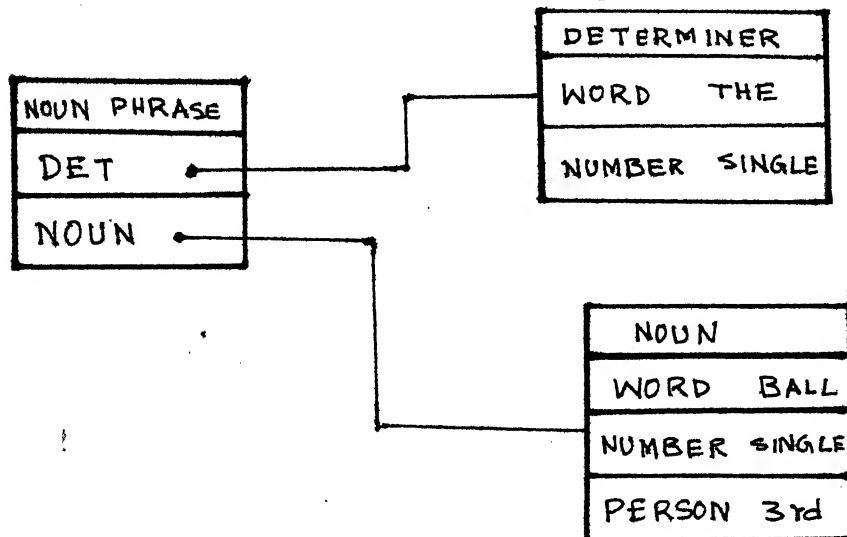 NOUN PHRASE
DET
NOUN
DETERMINER
WORD THE
NUMBER SINGLE
NOUN
WORD BALL
NUMBER SINGLE
PERSON 3rd